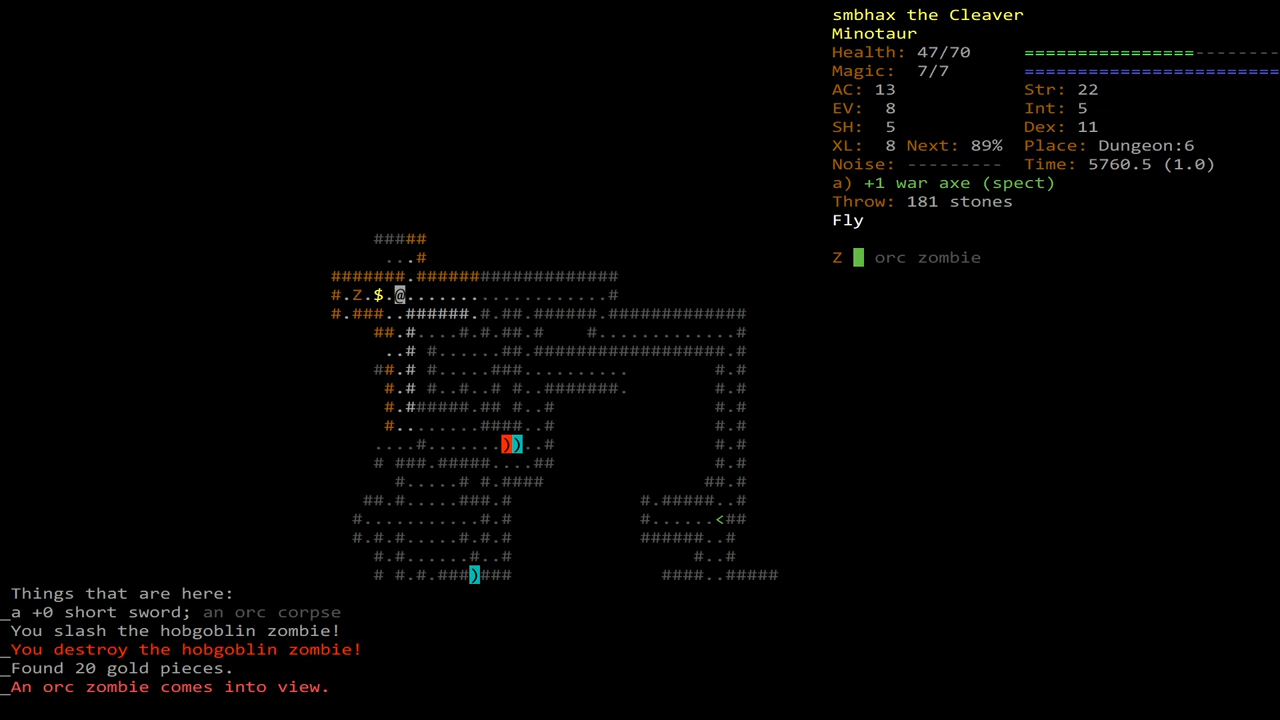 smbhax the Cleaver
Minotaur
Health: 47/70 ================--------
Magic: 7/7 ========================
AC: 13 Str: 22
EV: 8 Int: 5
SH: 5 Dex: 11
XL: 8 Next: 89% Place: Dungeon:6
Noise: --------- Time: 5760.5 (1.0)
a) +1 war axe (spect)
Throw: 181 stones
Fly
#####
...#
Z orc zombie
#######.###################
#.Z.$.@..................#
#.###..######.#.##.######.#############
##.#....#.#.##.# #............#
..# #......##.##################.#
##.# #.....###.......... #.#
#.# #..#..# #..#######. #.#
#.######.## #..# #.#
#........####..# #.#
....#.......))..# #.#
# ###.#####....## #.#
#.....# #.#### ##.#
##.#.....###.# #.#####..#
#..........#.# #......<##
#.#.#.....#.#.# ######..#
#.#......#..# #..#
# #.#.###)### ####..#####
Things that are here:
_a +0 short sword; an orc corpse
You slash the hobgoblin zombie!
_You destroy the hobgoblin zombie!
_Found 20 gold pieces.
_An orc zombie comes into view.